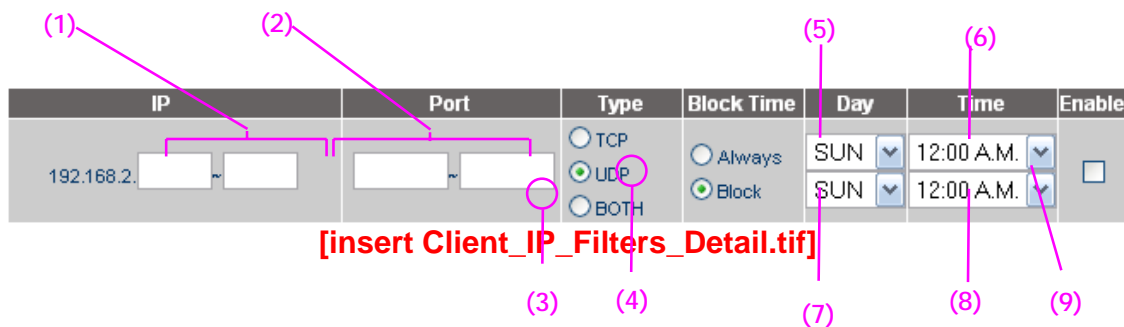 (1) (2) (5) (6)
IP Port Type Block Time Day Time Enable
192.168.2. ~ ~
TCP
UDP
BOTH
Always
Block
SUN 12:00 A.M.
SUN 12:00 A.M.
[insert Client_IP_Filters_Detail.tif]
(3) (4) (7) (8) (9)